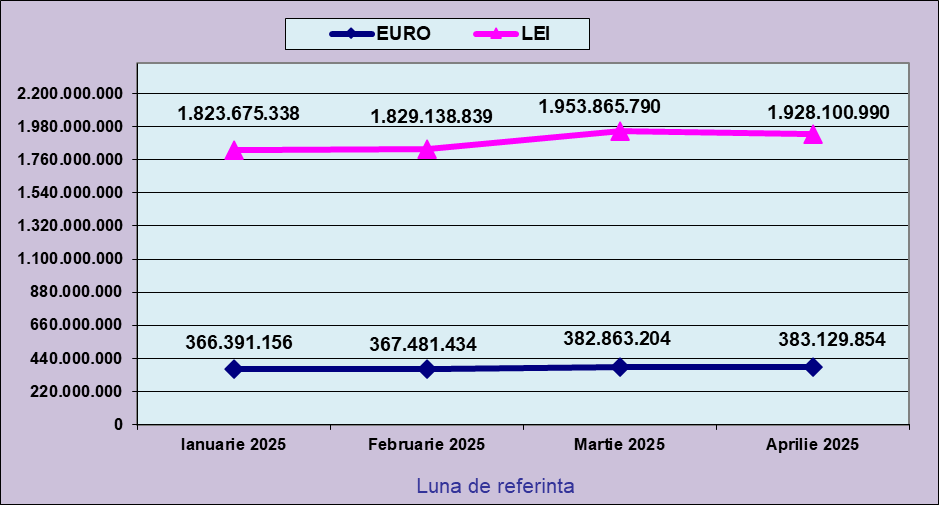 EURO LEI
2.200.000.000
1.980.000.000
1.760.000.000
1.540.000.000
1.320.000.000
1.100.000.000
880.000.000
660.000.000
440.000.000
220.000.000
0
1.823.675.338 1.829.138.839 1.953.865.790 1.928.100.990
366.391.156 367.481.434 382.863.204 383.129.854
Ianuarie 2025 Februarie 2025 Martie 2025 Aprilie 2025
Luna de referinta